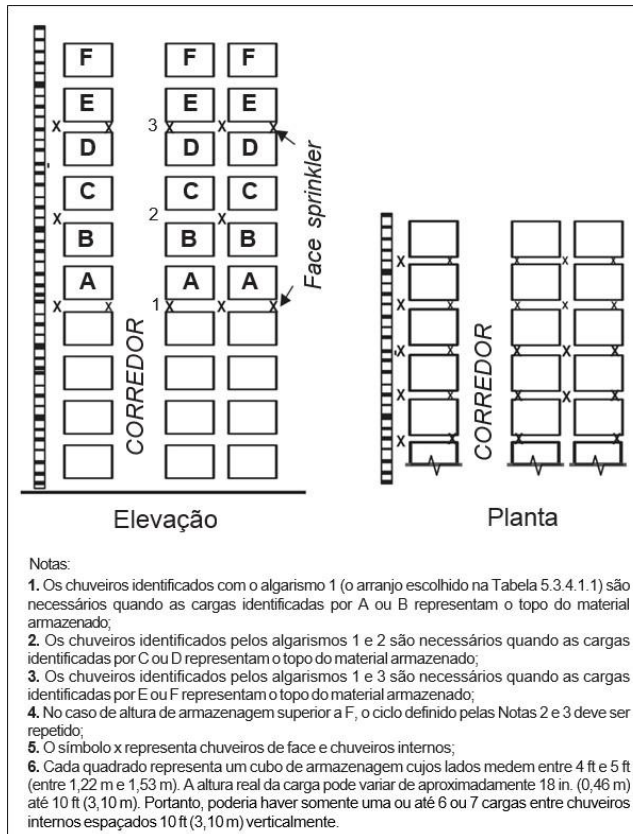 F F F
E E E
3
D D D
C C C
2
B B B
A A A
1
Face sprinkler
CORREDOR
CORREDOR
Elevação
Planta
Notas:
1. Os chuveiros identificados com o algarismo 1 (o arranjo escolhido na Tabela 5.3.4.1.1) são
necessários quando as cargas identificadas por A ou B representam o topo do material
armazenado;
2. Os chuveiros identificados pelos algarismos 1 e 2 são necessários quando as cargas
identificadas por C ou D representam o topo do material armazenado;
3. Os chuveiros identificados pelos algarismos 1 e 3 são necessários quando as cargas
identificadas por E ou F representam o topo do material armazenado;
4. No caso de altura de armazenagem superior a F, o ciclo definido pelas Notas 2 e 3 deve ser
repetido;
5. O símbolo x representa chuveiros de face e chuveiros internos;
6. Cada quadrado representa um cubo de armazenagem cujos lados medem entre 4 ft e 5 ft
(entre 1,22 m e 1,53 m). A altura real da carga pode variar de aproximadamente 18 in. (0,46 m)
até 10 ft (3,10 m). Portanto, poderia haver somente uma ou até 6 ou 7 cargas entre chuveiros
internos espaçados 10 ft (3,10 m) verticalmente.